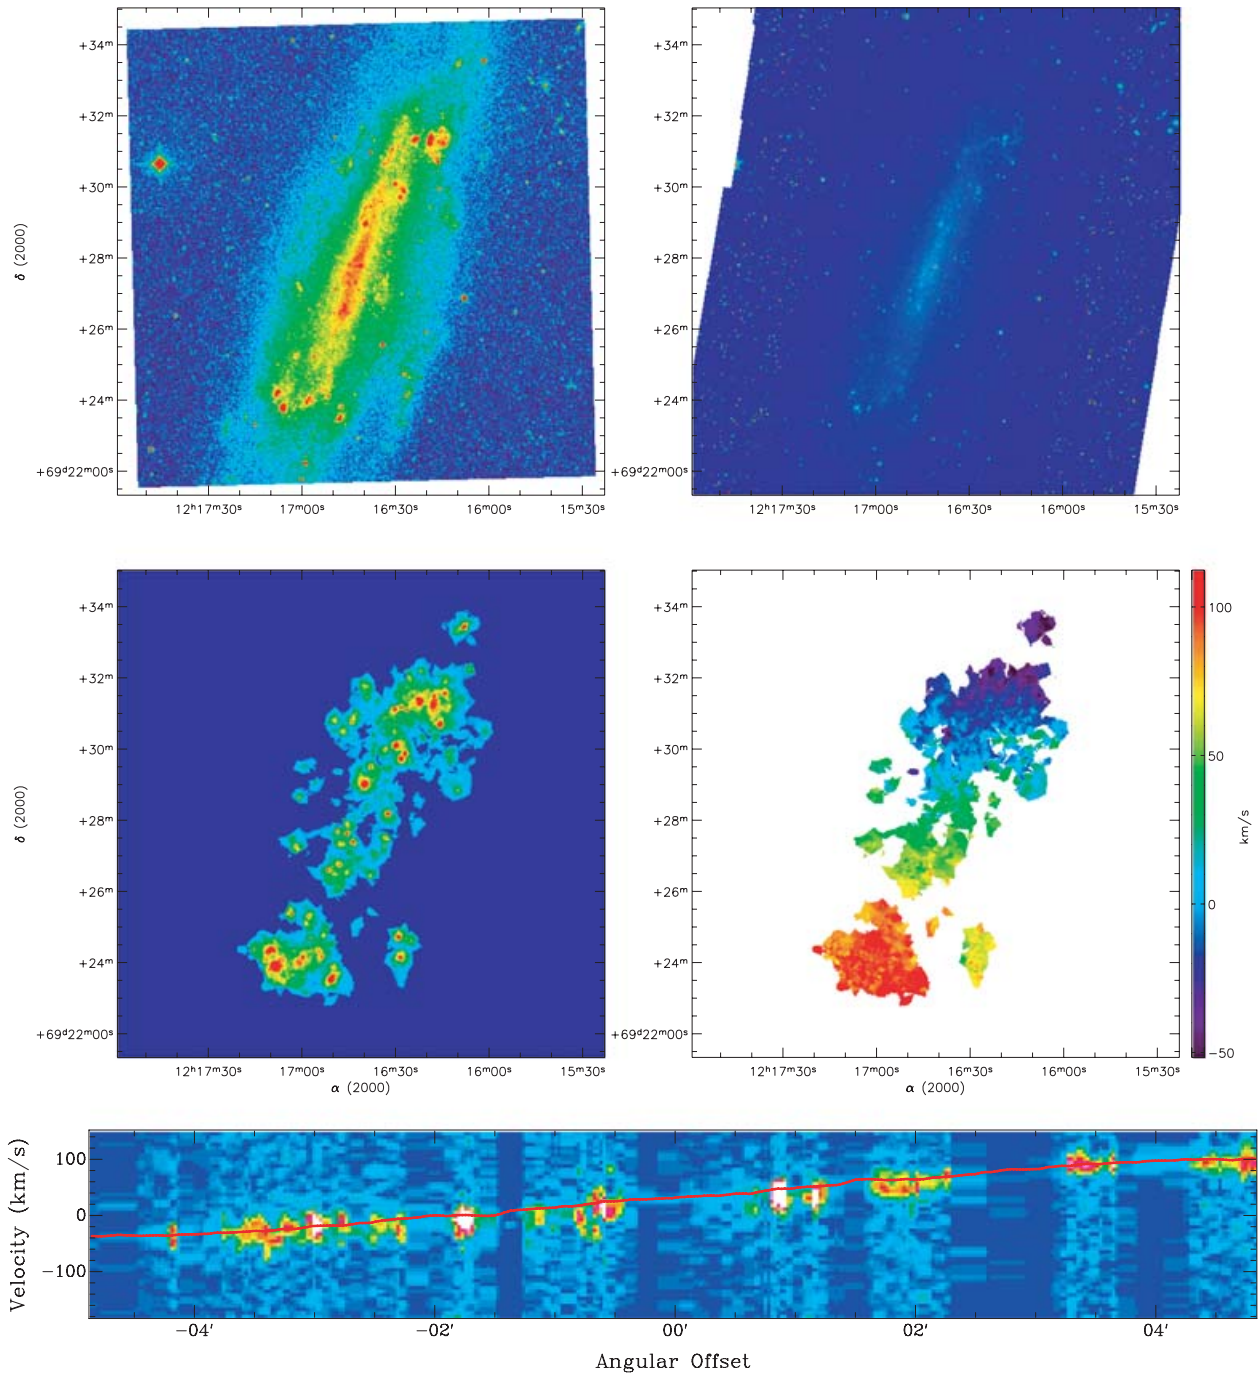 δ (2000)
+34ᵐ
+32ᵐ
+30ᵐ
+28ᵐ
+26ᵐ
+24ᵐ
+69ᵈ22ᵐ00ˢ
12ʰ17ᵐ30ˢ
17ᵐ00ˢ
16ᵐ30ˢ
16ᵐ00ˢ
15ᵐ30ˢ
+34ᵐ
+32ᵐ
+30ᵐ
+28ᵐ
+26ᵐ
+24ᵐ
+69ᵈ22ᵐ00ˢ
12ʰ17ᵐ30ˢ
17ᵐ00ˢ
16ᵐ30ˢ
16ᵐ00ˢ
15ᵐ30ˢ
δ (2000)
+34ᵐ
+32ᵐ
+30ᵐ
+28ᵐ
+26ᵐ
+24ᵐ
+69ᵈ22ᵐ00ˢ
12ʰ17ᵐ30ˢ
17ᵐ00ˢ
16ᵐ30ˢ
16ᵐ00ˢ
15ᵐ30ˢ
α (2000)
+34ᵐ
+32ᵐ
+30ᵐ
+28ᵐ
+26ᵐ
+24ᵐ
+69ᵈ22ᵐ00ˢ
12ʰ17ᵐ30ˢ
17ᵐ00ˢ
16ᵐ30ˢ
16ᵐ00ˢ
15ᵐ30ˢ
α (2000)
100
50
0
−50
km/s
Velocity (km/s)
100
0
−100
−04′
−02′
00′
02′
04′
Angular Offset